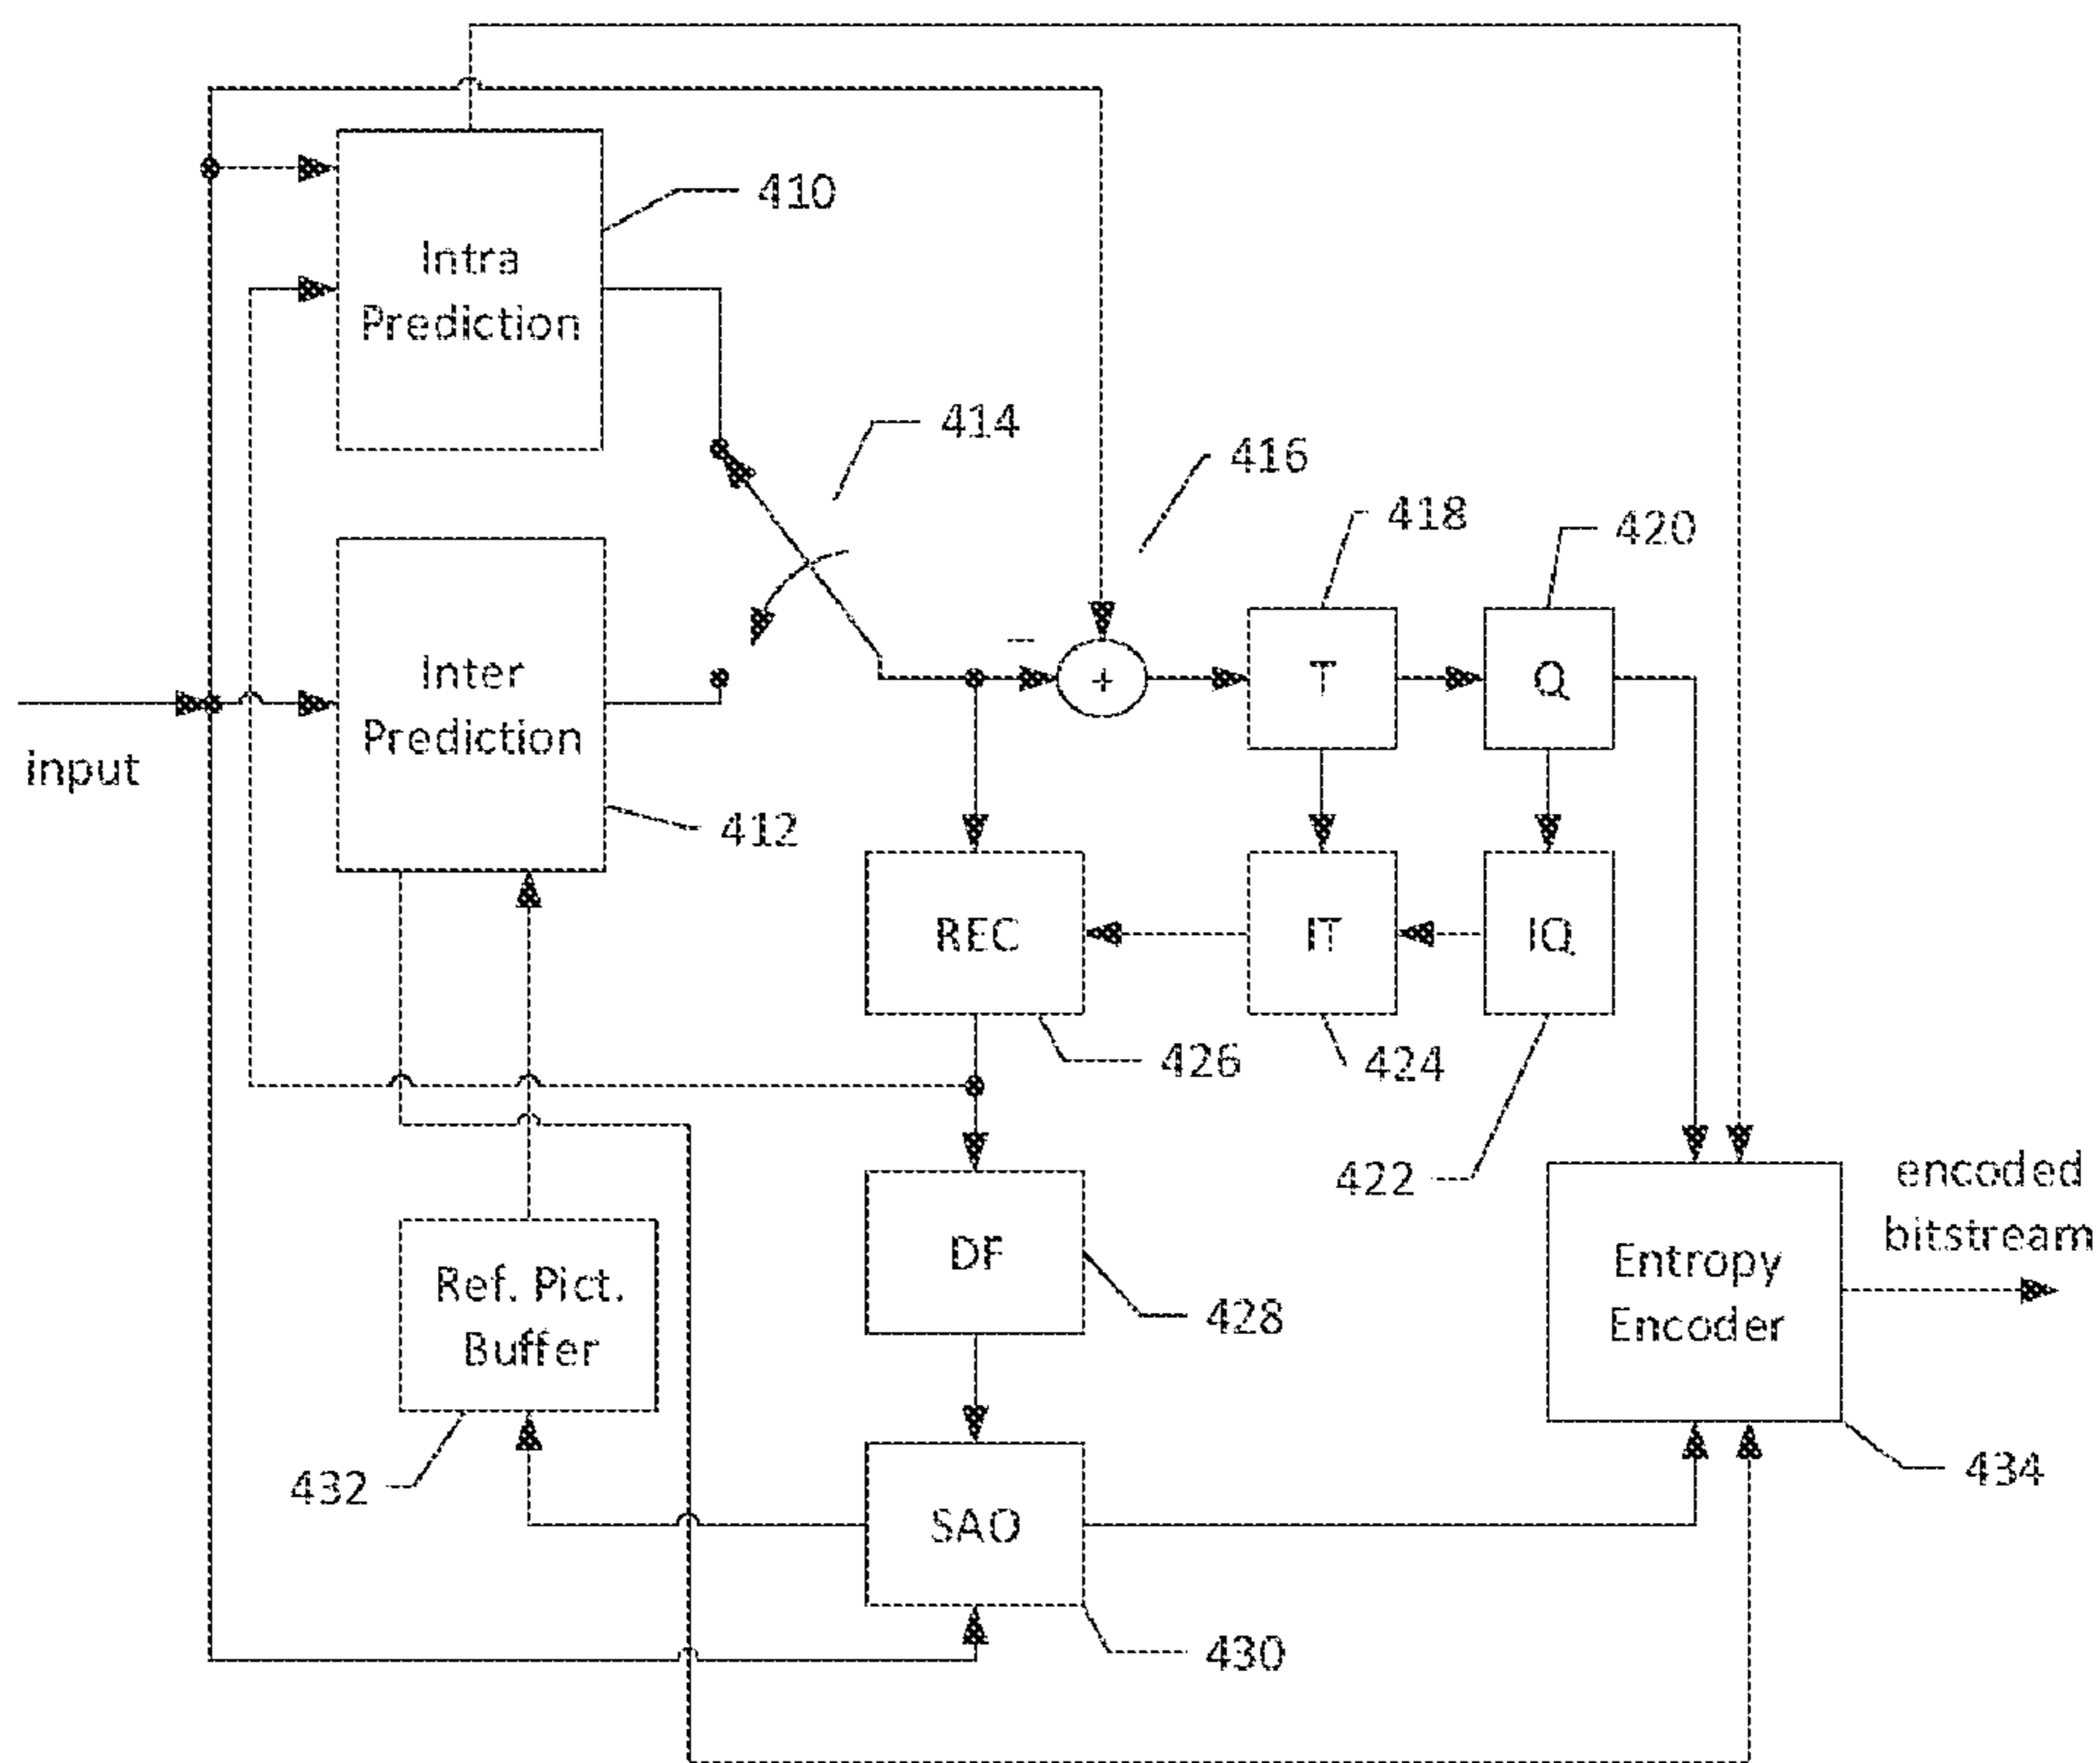 410
Intra
Prediction
414
416
418
420
Inter
Prediction
−
+
T
Q
input
412
REC
IT
IQ
426
424
422
encoded
bitstream
DF
Entropy
Encoder
Ref. Pict.
Buffer
428
432
SAO
434
430